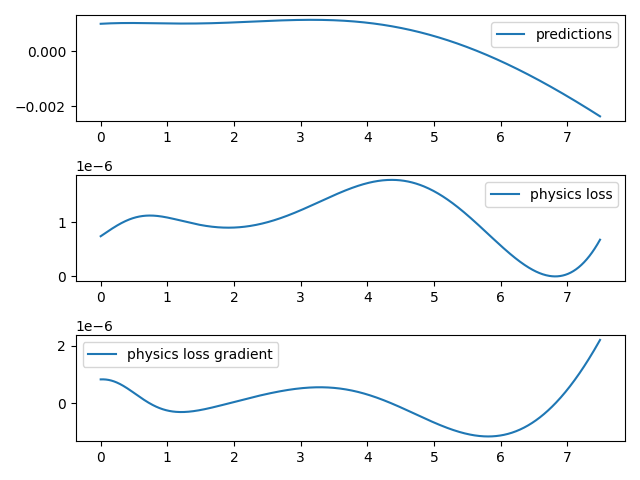 predictions
0.000
−0.002
0 1 2 3 4 5 6 7
1e−6
physics loss
1
0
0 1 2 3 4 5 6 7
1e−6
physics loss gradient
2
0
0 1 2 3 4 5 6 7